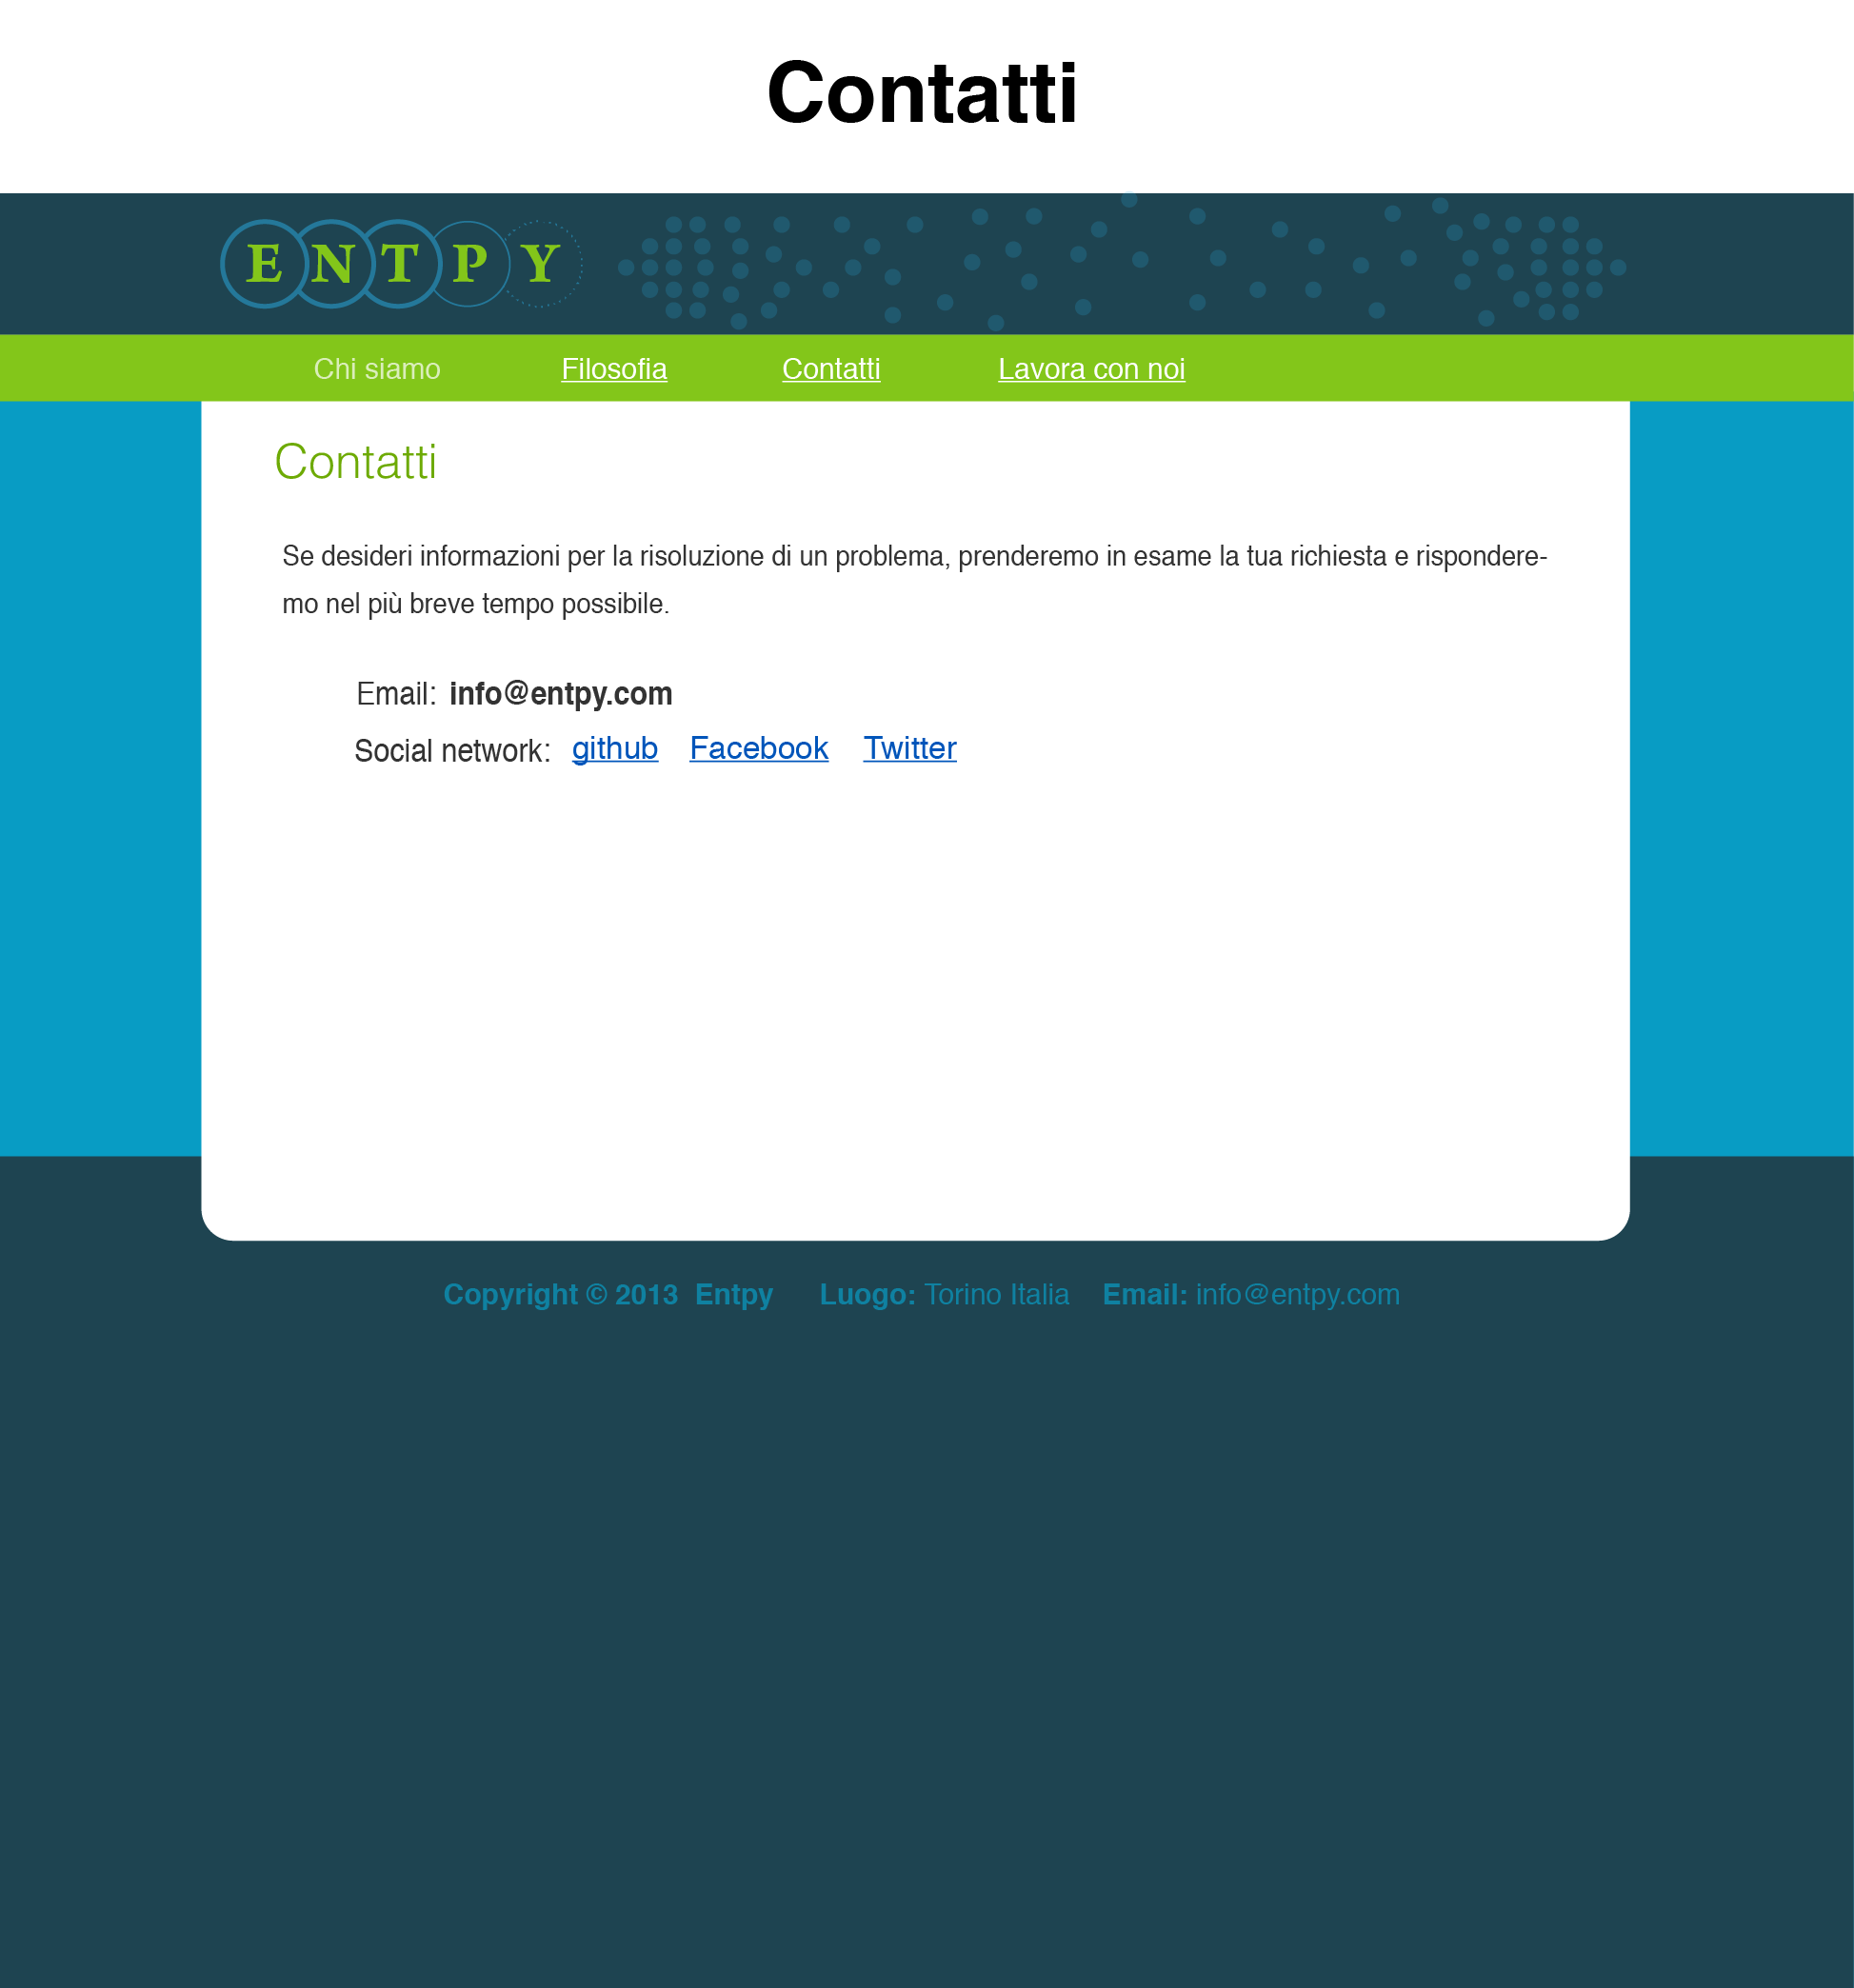 Contatti
ENTPY
Chi siamo Filosofia Contatti Lavora con noi
Contatti
Se desideri informazioni per la risoluzione di un problema, prenderemo in esame la tua richiesta e rispondere-
mo nel più breve tempo possibile.
Email: info@entpy.com
Social network: github Facebook Twitter
Copyright © 2013 Entpy Luogo: Torino Italia Email: info@entpy.com